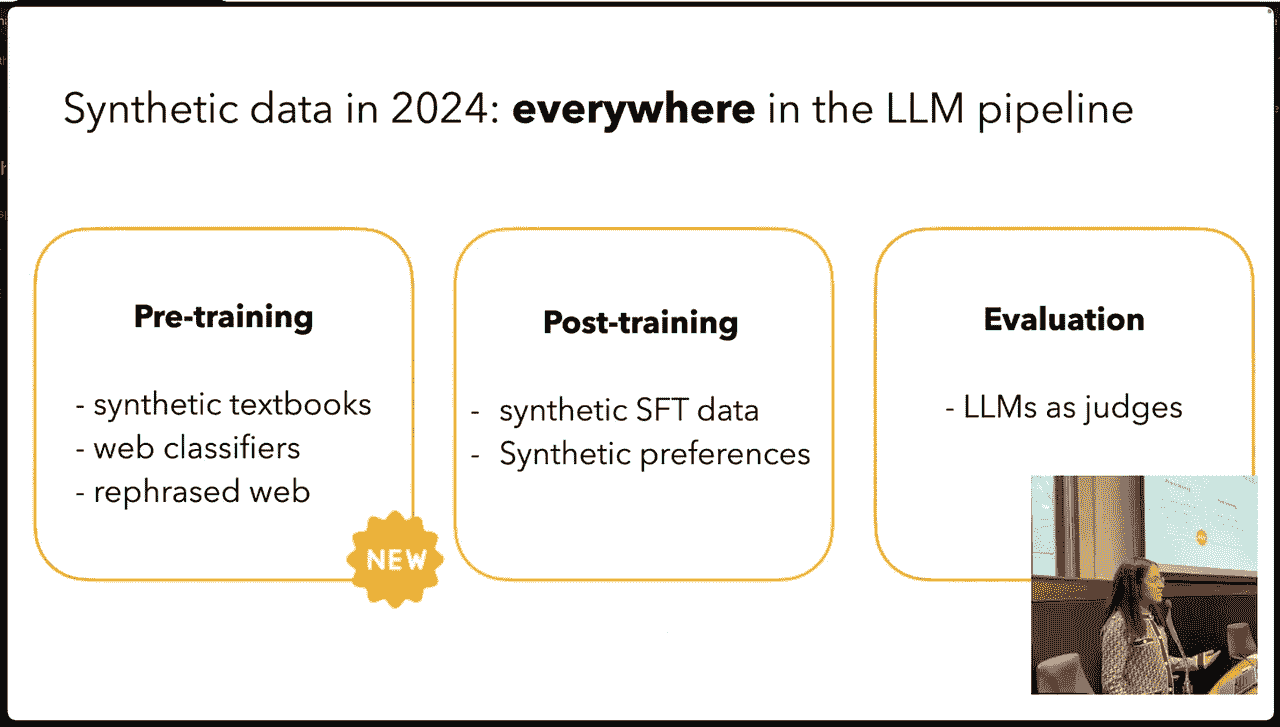 Synthetic data in 2024: everywhere in the LLM pipeline
Pre-training
- synthetic textbooks
- web classifiers
- rephrased web
NEW
Post-training
- synthetic SFT data
- Synthetic preferences
Evaluation
- LLMs as judges